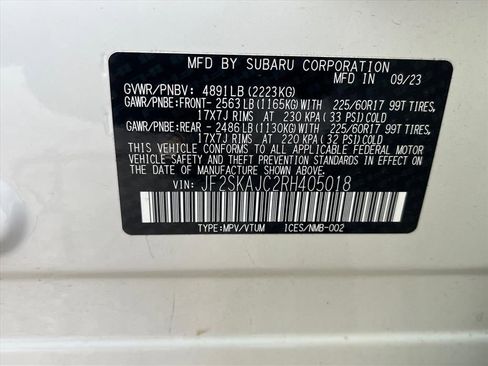 MFD BY SUBARU CORPORATION
GVWR/PNBV: 4891LB (2223KG) MFD IN 09/23
GAWR/PNBE:FRONT- 2563LB (1165KG)WITH 225/60R17 99T TIRES,
17X7J RIMS AT 230 KPA (33 PSI)COLD
GAWR/PNBE:REAR - 2486LB (1130KG)WITH 225/60R17 99T TIRES,
17X7J RIMS AT 220 KPA (32 PSI)COLD
THIS VEHICLE CONFORMS TO ALL APPLICABLE FEDERAL MOTOR
VEHICLE SAFETY AND THEFT PREVENTION STANDARDS IN EFFECT ON
THE DATE OF MANUFACTURE SHOWN ABOVE.
VIN: JF2SKAJC2RH405018
TYPE:MPV/VTUM ICES/NMB-002